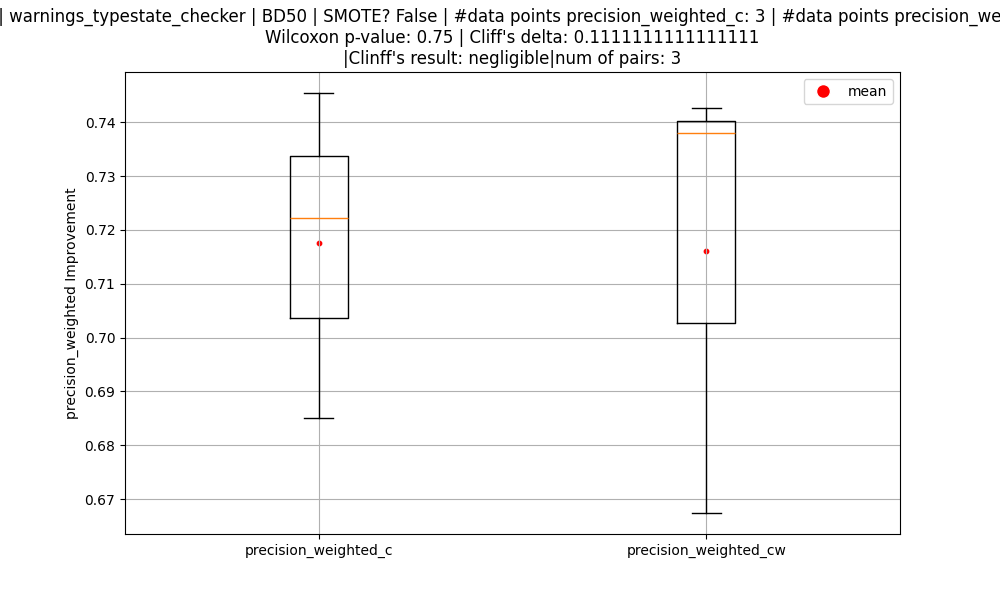 | warnings_typestate_checker | BD50 | SMOTE? False | #data points precision_weighted_c: 3 | #data points
Wilcoxon p-value: 0.75 | Cliff's delta: 0.1111111111111111
|Clinff's result: negligible|num of pairs: 3
mean
0.74
0.73
0.72
0.71
0.70
0.69
0.68
0.67
precision_weighted Improvement
precision_weighted_c
precision_weighted_cw